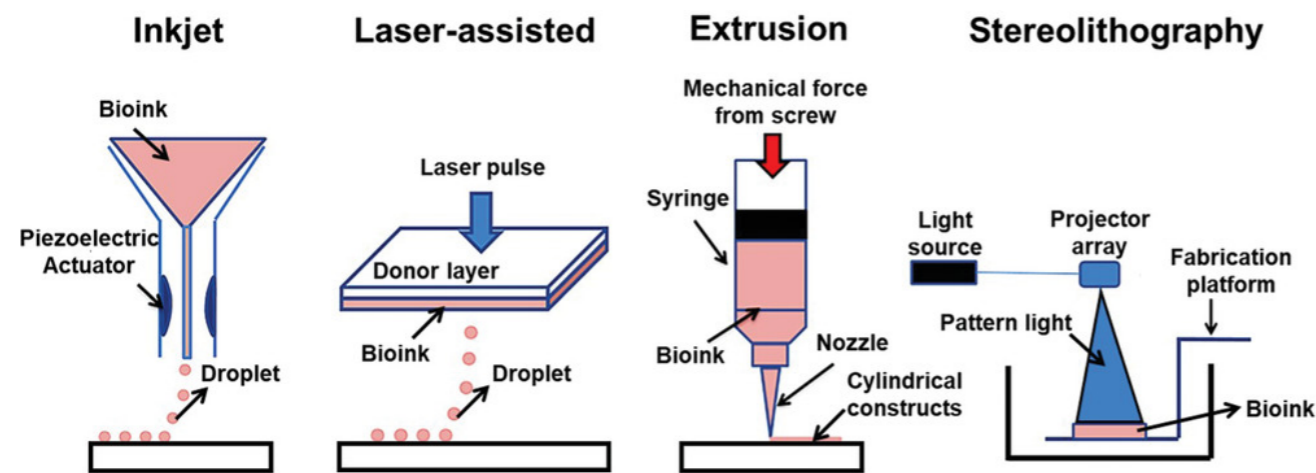 Inkjet
Bioink
Piezoelectric
Actuator
Droplet
Laser-assisted
Laser pulse
Donor layer
Bioink
Droplet
Extrusion
Mechanical force
from screw
Syringe
Bioink
Nozzle
Cylindrical
constructs
Stereolithography
Light
source
Projector
array
Fabrication
platform
Pattern light
Bioink